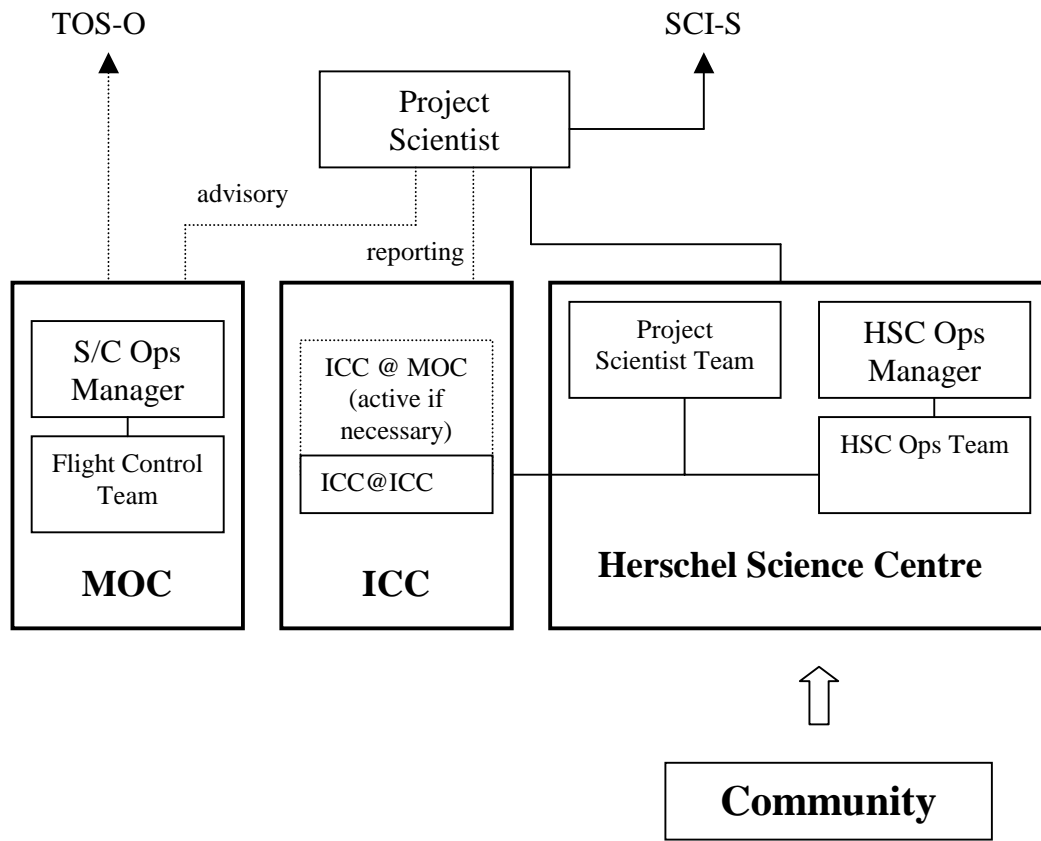 TOS-O
SCI-S
Project
Scientist
advisory
reporting
S/C Ops
Manager
Flight Control
Team
MOC
ICC @ MOC
(active if
necessary)
ICC@ICC
ICC
Project
Scientist Team
HSC Ops
Manager
HSC Ops Team
Herschel Science Centre
Community